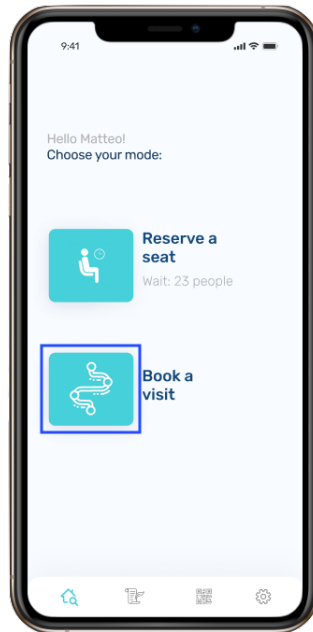 9:41
Hello Matteo!
Choose your mode:
Reserve a
seat
Wait: 23 people
Book a
visit